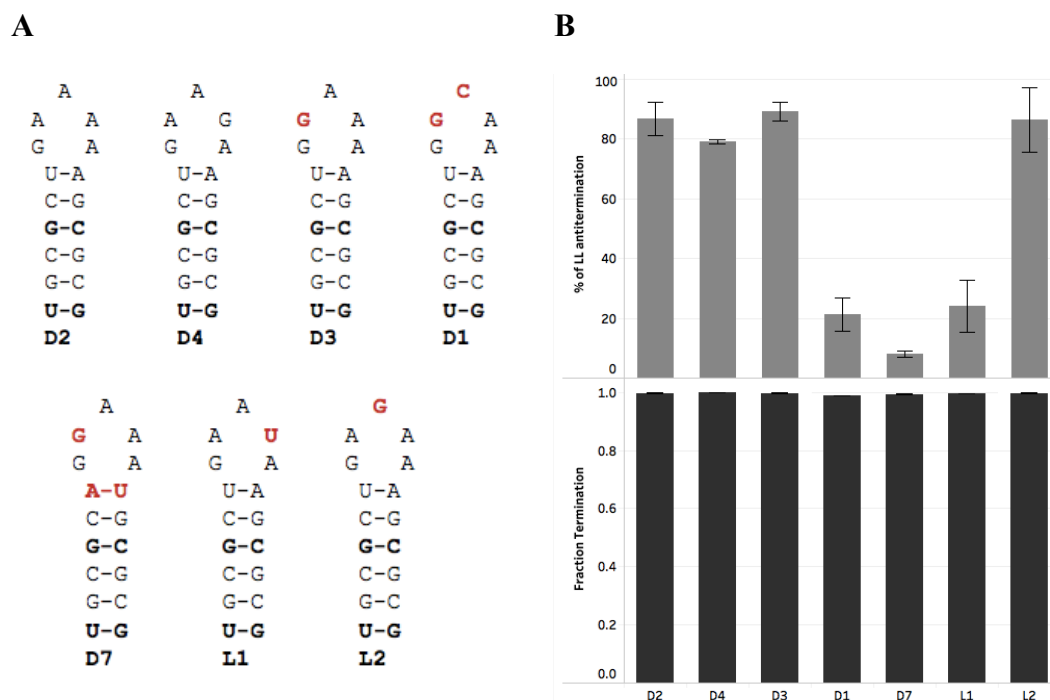 A B
A A A C
A A A G G A G A
G A G A G A G A
U-A U-A U-A U-A
C-G C-G C-G C-G
G-C G-C G-C G-C
C-G C-G C-G C-G
G-C G-C G-C G-C
U-G U-G U-G U-G
D2 D4 D3 D1
A A G
G A A U A A
G A G A G A
A-U U-A U-A
C-G C-G C-G
G-C G-C G-C
C-G C-G C-G
G-C G-C G-C
U-G U-G U-G
D7 L1 L2
% of LL antitermination
100
80
60
40
20
0
Fraction Termination
1.0
0.8
0.6
0.4
0.2
0.0
D2 D4 D3 D1 D7 L1 L2